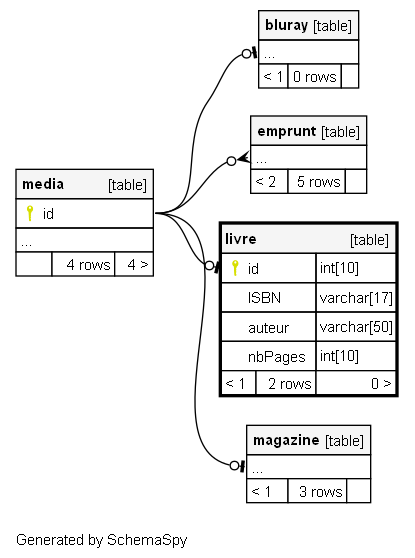 bluray [table]
...
< 1 0 rows
emprunt [table]
...
< 2 5 rows
media [table]
id
...
4 rows 4 >
livre [table]
id int[10]
ISBN varchar[17]
auteur varchar[50]
nbPages int[10]
< 1 2 rows 0 >
magazine [table]
...
< 1 3 rows
Generated by SchemaSpy